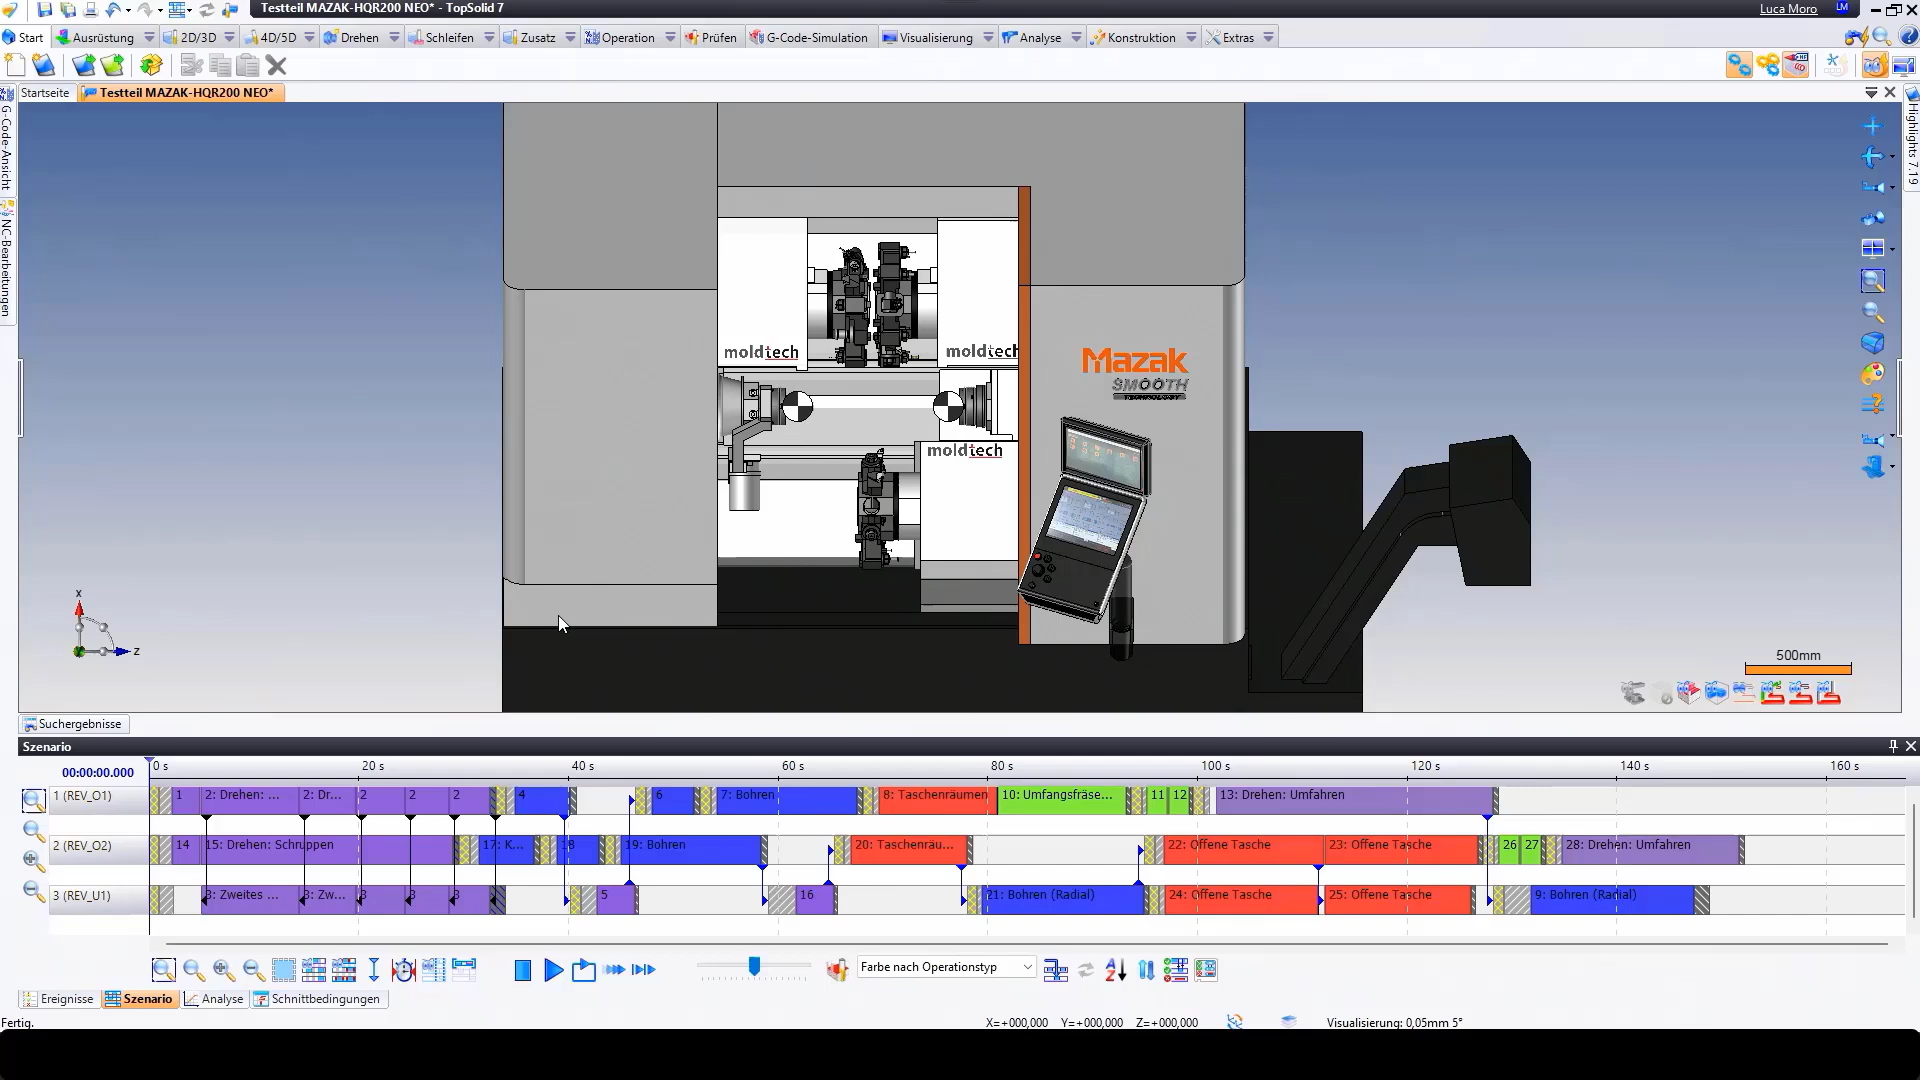 Testteil MAZAK-HQR200 NEO* - TopSolid 7
Luca Moro
LM
Start
Ausrüstung
2D/3D
4D/5D
Drehen
Schleifen
Zusatz
Operation
Prüfen
G-Code-Simulation
Visualisierung
Analyse
Konstruktion
Extras
Startseite
Testteil MAZAK-HQR200 NEO*
G-Code-Ansicht
NC-Bearbeitungen
Highlights 7.19
moldtech
moldtech
moldtech
Mazak
SMOOTH
TECHNOLOGY
x
z
500mm
Suchergebnisse
Szenario
00:00:00.000
0 s
20 s
40 s
60 s
80 s
100 s
120 s
140 s
160 s
1 (REV_O1)
1
2: Drehen: ...
2: Dr...
2
2
2
4
6
7: Bohren
8: Taschenräumen
10: Umfangsfräse...
11
12
13: Drehen: Umfahren
2 (REV_O2)
14
15: Drehen: Schruppen
17: K...
18
19: Bohren
20: Taschenräu...
22: Offene Tasche
23: Offene Tasche
26
27
28: Drehen: Umfahren
3 (REV_U1)
3: Zweites ...
3: Zw...
3
3
3
5
16
21: Bohren (Radial)
24: Offene Tasche
25: Offene Tasche
9: Bohren (Radial)
Farbe nach Operationstyp
Ereignisse
Szenario
Analyse
Schnittbedingungen
Fertig.
X=+000,000
Y=+000,000
Z=+000,000
Visualisierung: 0,05mm 5°